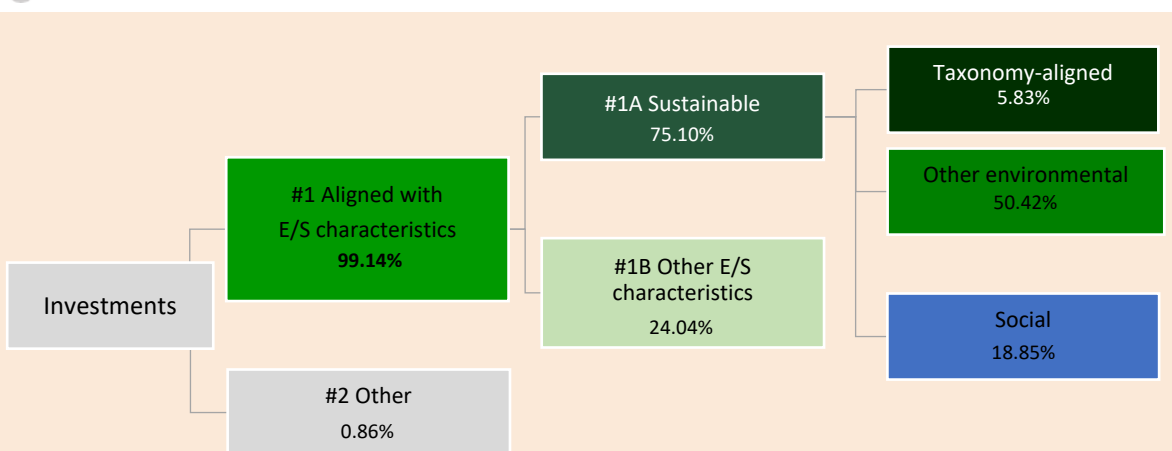 Investments
#1 Aligned with
E/S characteristics
99.14%
#2 Other
0.86%
#1A Sustainable
75.10%
#1B Other E/S
characteristics
24.04%
Taxonomy-aligned
5.83%
Other environmental
50.42%
Social
18.85%